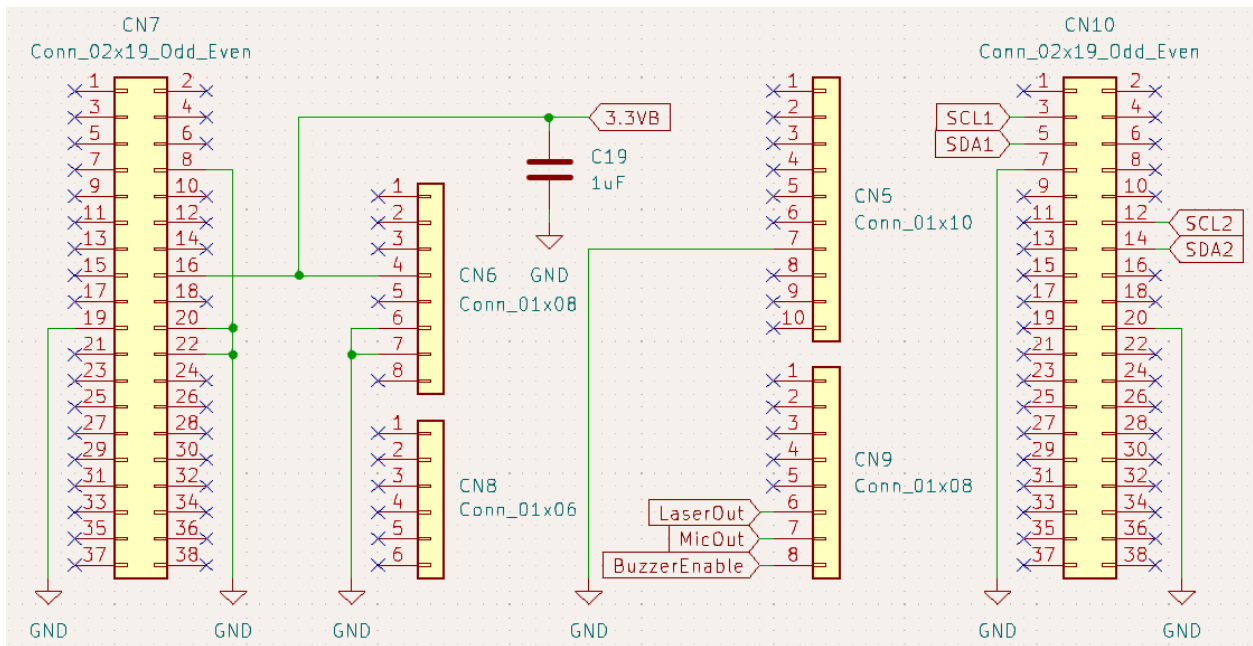 CN7
Conn_02x19_Odd_Even
1 2
3 4
5 6
7 8
9 10
11 12
13 14
15 16
17 18
19 20
21 22
23 24
25 26
27 28
29 30
31 32
33 34
35 36
37 38
GND
GND
3.3VB
C19
1uF
GND
1
2
3
4
5
6
7
8
CN6
Conn_01x08
1
2
3
4
5
6
CN8
Conn_01x06
GND
1
2
3
4
5
6
7
8
9
10
CN5
Conn_01x10
GND
1
2
3
4
5
6
7
8
CN9
Conn_01x08
LaserOut
MicOut
BuzzerEnable
CN10
Conn_02x19_Odd_Even
SCL1
SDA1
1 2
3 4
5 6
7 8
9 10
11 12
13 14
15 16
17 18
19 20
21 22
23 24
25 26
27 28
29 30
31 32
33 34
35 36
37 38
SCL2
SDA2
GND
GND